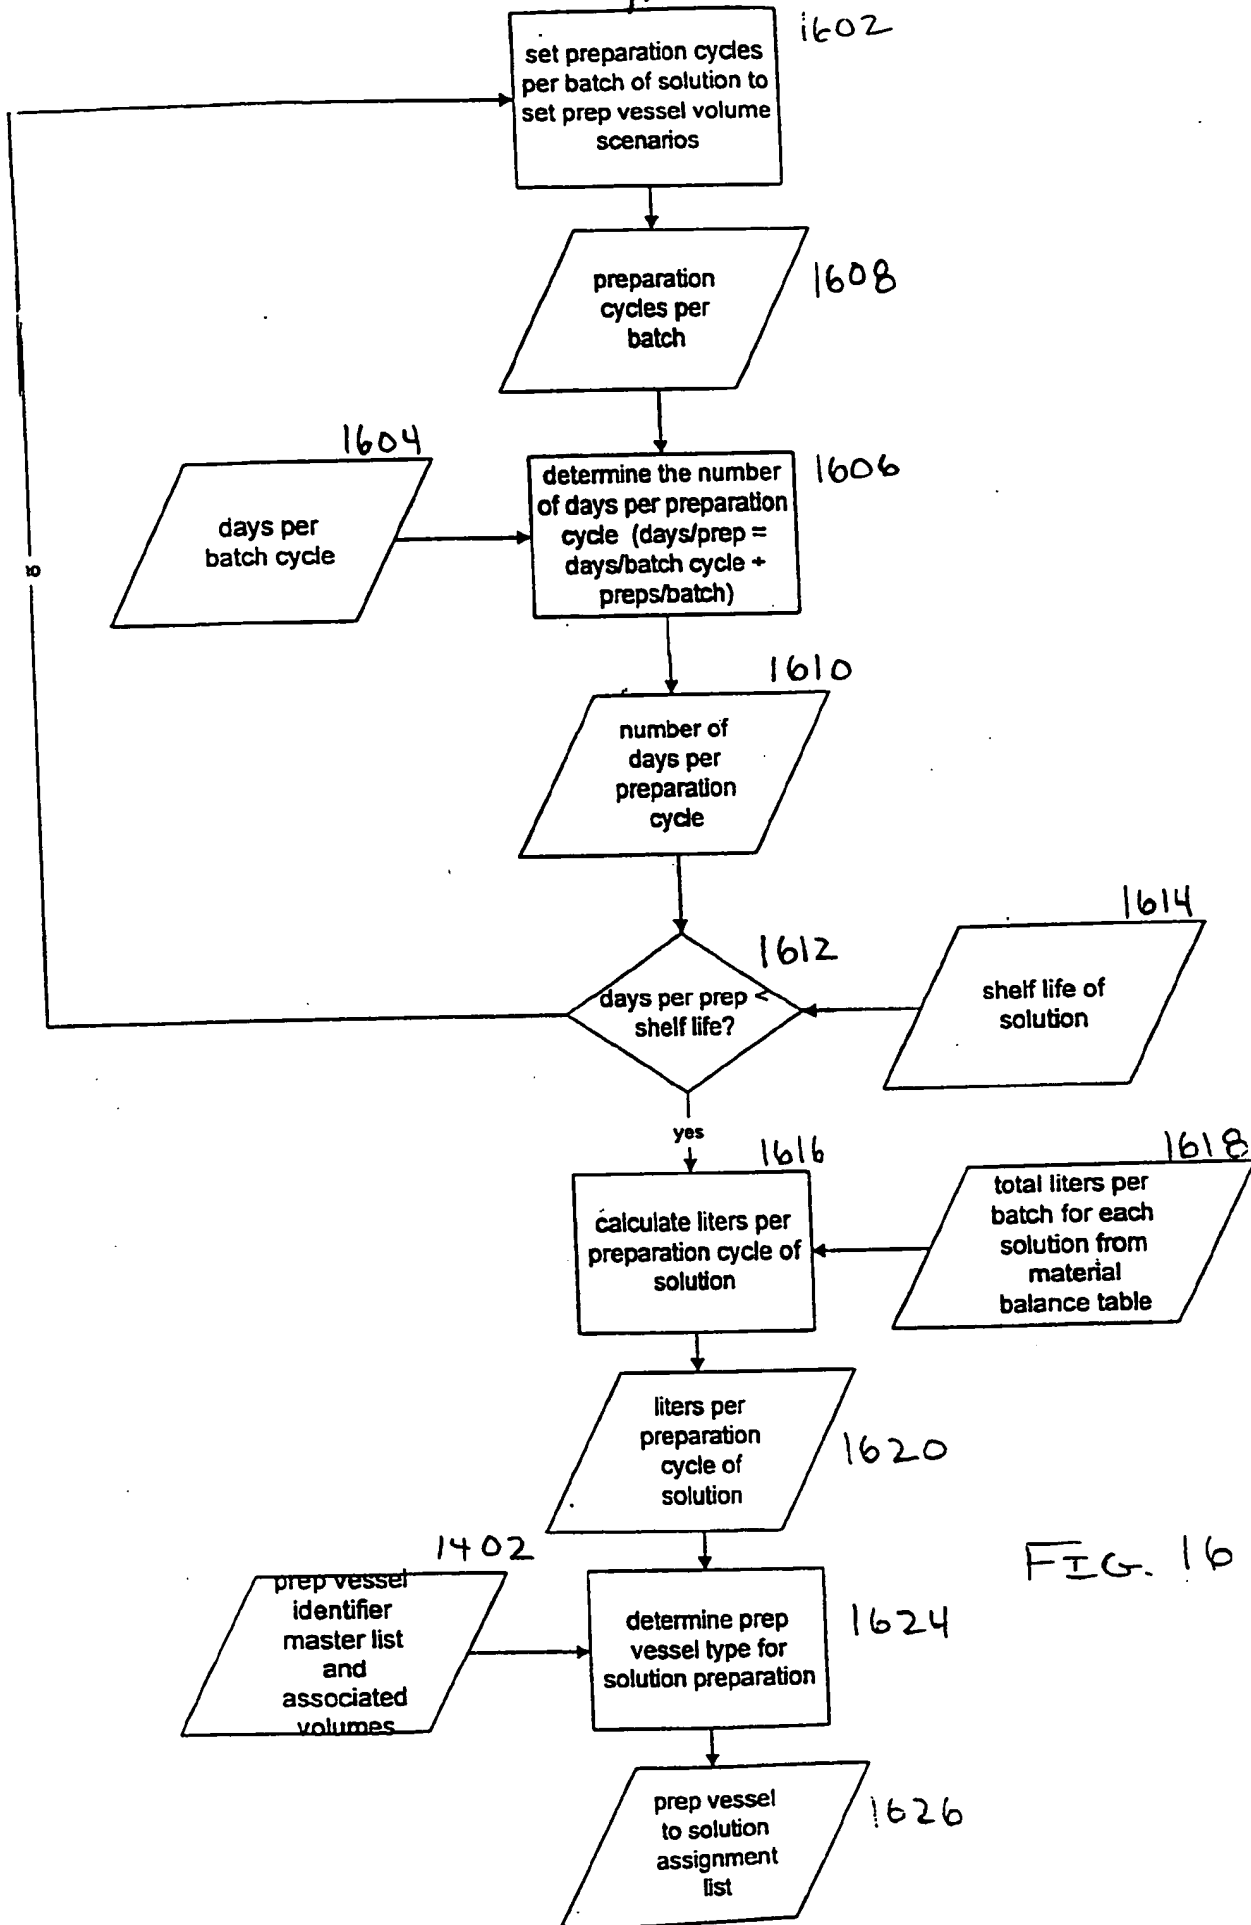 1602
set preparation cycles
per batch of solution to
set prep vessel volume
scenarios
1608
preparation
cycles per
batch
1604
days per
batch cycle
1606
determine the number
of days per preparation
cycle (days/prep =
days/batch cycle +
preps/batch)
1610
number of
days per
preparation
cycle
1612
days per prep <
shelf life?
1614
shelf life of
solution
yes
1616
calculate liters per
preparation cycle of
solution
1618
total liters per
batch for each
solution from
material
balance table
liters per
preparation
cycle of
solution
1620
1402
prep vessel
identifier
master list
and
associated
volumes
determine prep
vessel type for
solution preparation
1624
FIG. 16
prep vessel
to solution
assignment
list
1626